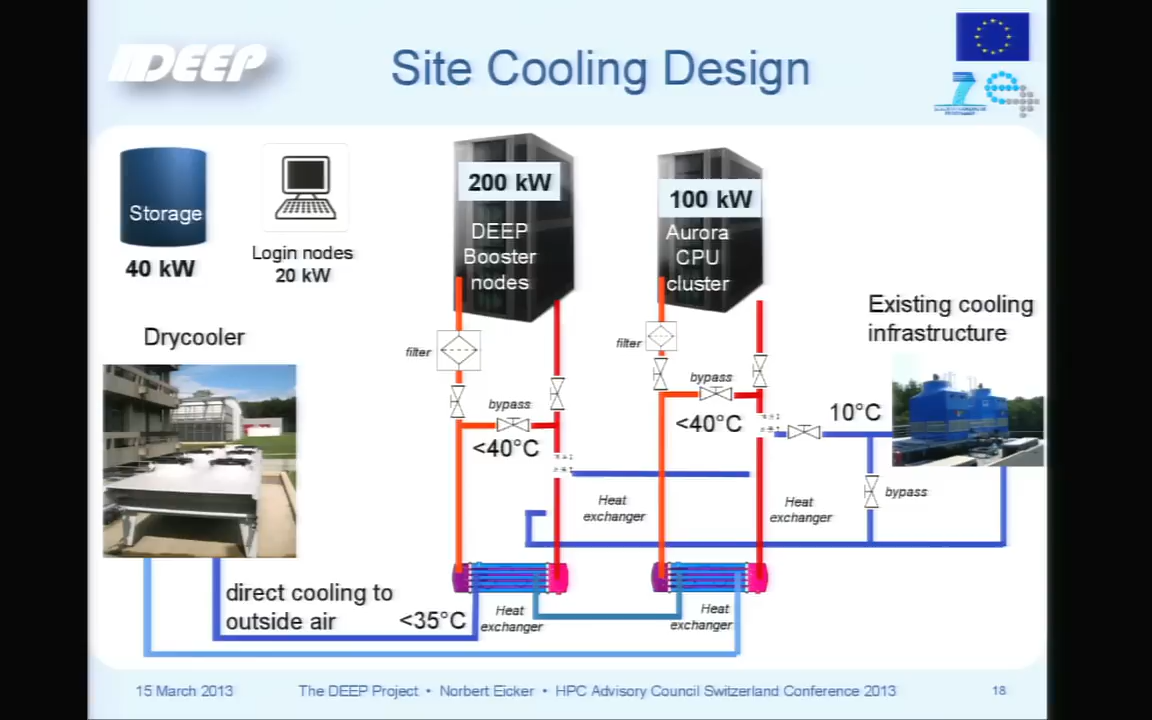 DEEP
Site Cooling Design
Storage
40 kW
Login nodes
20 kW
200 kW
DEEP
Booster
nodes
100 kW
Aurora
CPU
cluster
Existing cooling
infrastructure
Drycooler
filter
filter
bypass
bypass
<40°C
<40°C
10°C
bypass
Heat
exchanger
Heat
exchanger
direct cooling to
outside air
<35°C
Heat
exchanger
Heat
exchanger
15 March 2013
The DEEP Project • Norbert Eicker • HPC Advisory Council Switzerland Conference 2013
18